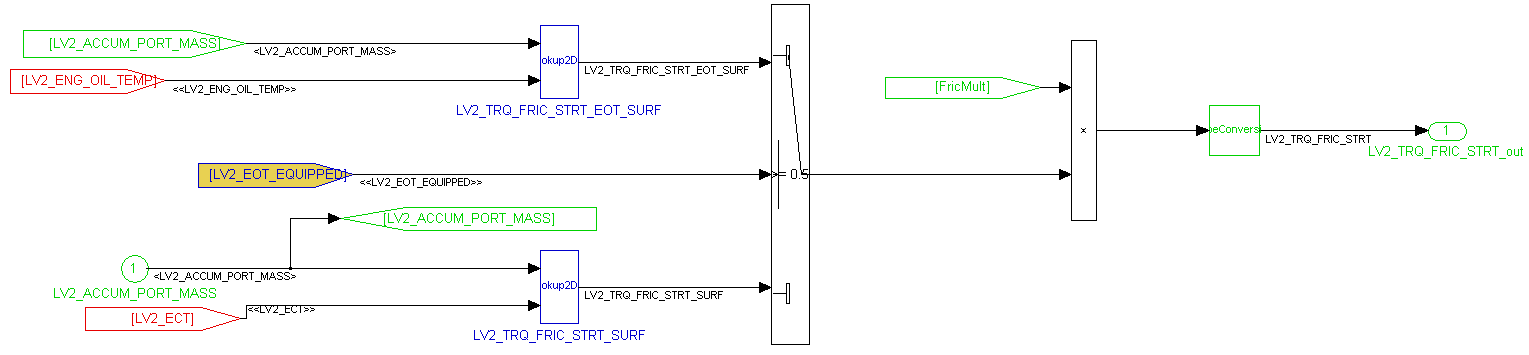 [LV2_ACCUM_PORT_MASS]
<LV2_ACCUM_PORT_MASS>
okup2D
LV2_TRQ_FRIC_STRT_EOT_SURF
[LV2_ENG_OIL_TEMP]
<<LV2_ENG_OIL_TEMP>>
LV2_TRQ_FRIC_STRT_EOT_SURF
[FricMult]
×
eConversi
LV2_TRQ_FRIC_STRT
1
LV2_TRQ_FRIC_STRT_out
[LV2_EOT_EQUIPPED]
<<LV2_EOT_EQUIPPED>>
>= 0.5
[LV2_ACCUM_PORT_MASS]
1
<LV2_ACCUM_PORT_MASS>
LV2_ACCUM_PORT_MASS
okup2D
LV2_TRQ_FRIC_STRT_SURF
[LV2_ECT]
<<LV2_ECT>>
LV2_TRQ_FRIC_STRT_SURF